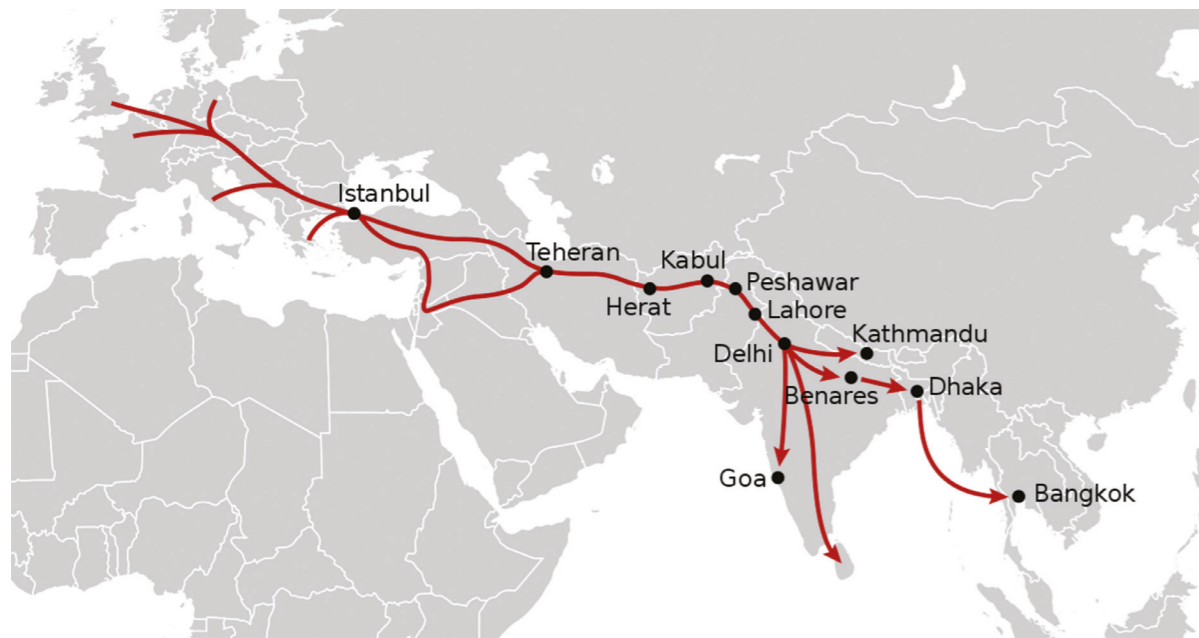 Istanbul
Teheran
Kabul
Peshawar
Herat
Lahore
Kathmandu
Delhi
Benares
Dhaka
Goa
Bangkok